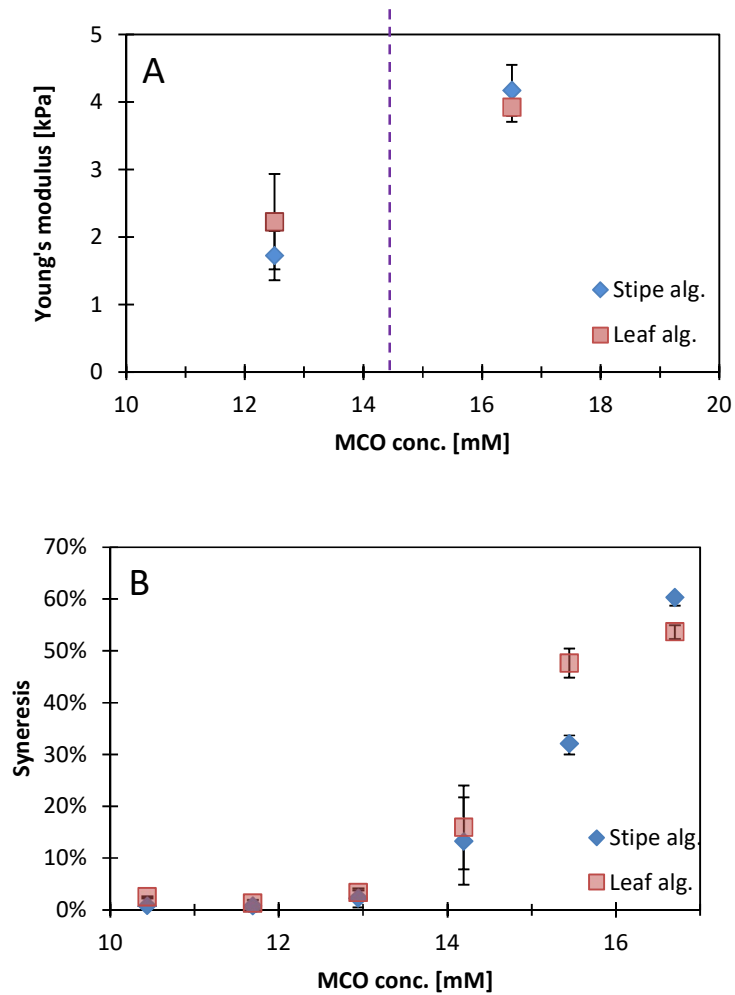 A
Young's modulus [kPa]
5
4
3
2
1
0
Stipe alg.
Leaf alg.
10 12 14 16 18 20
MCO conc. [mM]
B
Syneresis
70%
60%
50%
40%
30%
20%
10%
0%
Stipe alg.
Leaf alg.
10 12 14 16
MCO conc. [mM]